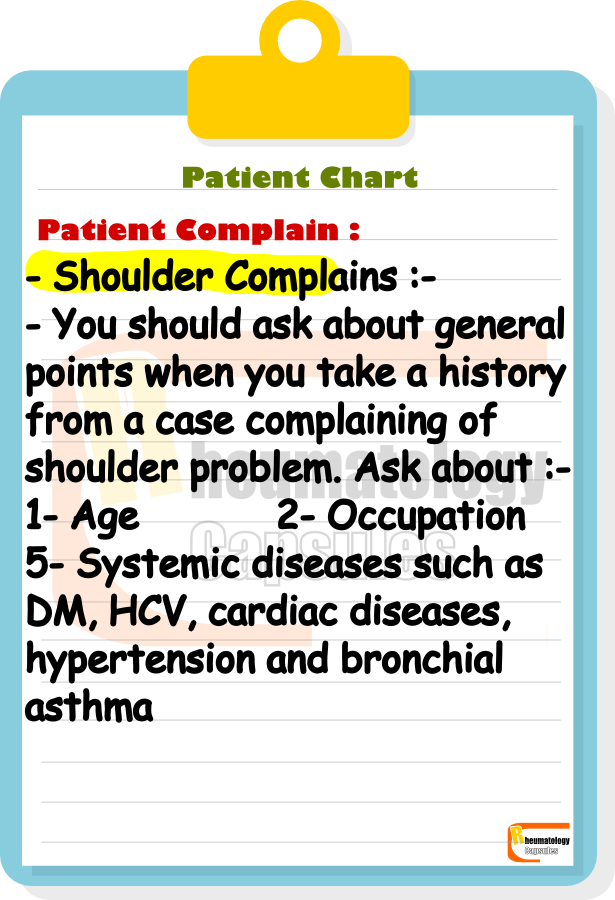 Patient Chart
Patient Complain :
- Shoulder Complains :-
- You should ask about general
points when you take a history
from a case complaining of
shoulder problem. Ask about :-
1- Age 2- Occupation
5- Systemic diseases such as
DM, HCV, cardiac diseases,
hypertension and bronchial
asthma
Rheumatology
Capsules
Rheumatology
Capsules